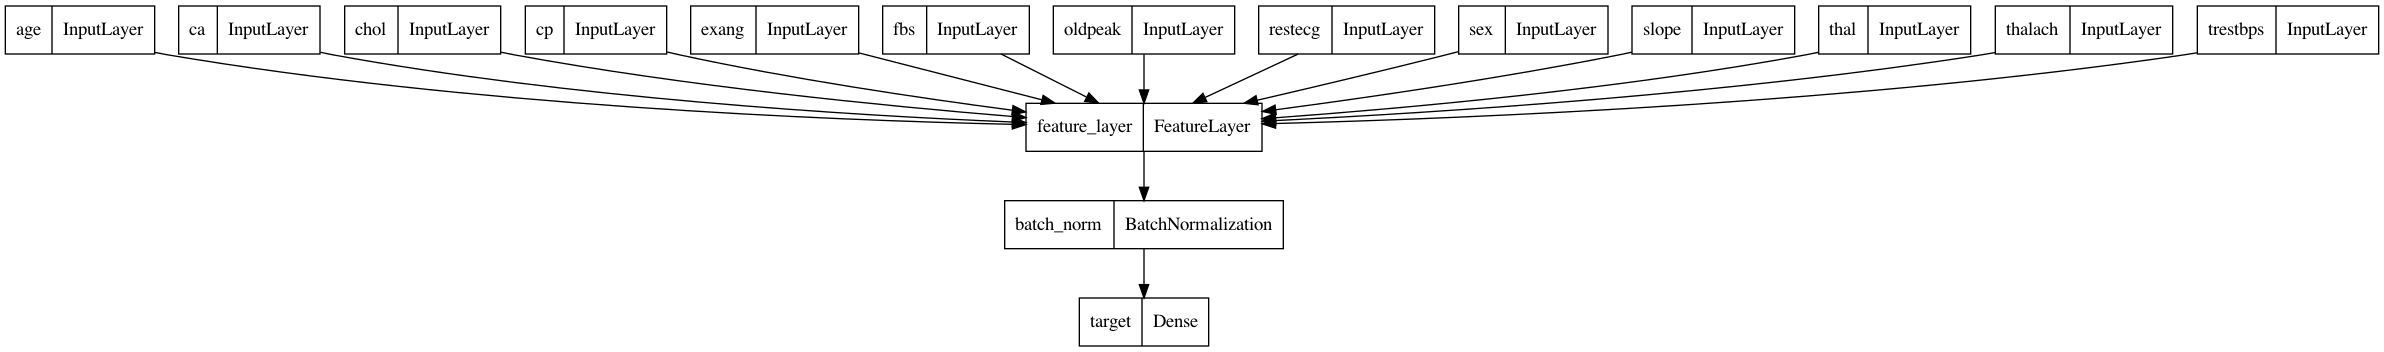 age InputLayer ca InputLayer chol InputLayer cp InputLayer exang InputLayer fbs InputLayer oldpeak InputLayer restecg InputLayer sex InputLayer slope InputLayer thal InputLayer thalach InputLayer trestbps InputLayer
feature_layer FeatureLayer
batch_norm BatchNormalization
target Dense